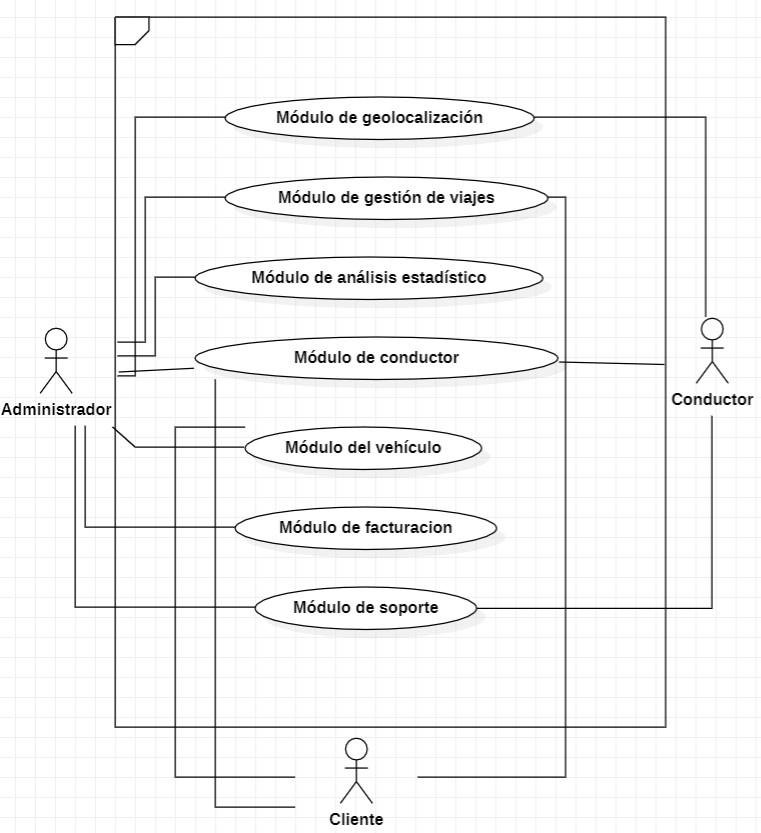 Módulo de geolocalización
Módulo de gestión de viajes
Módulo de análisis estadístico
Módulo de conductor
Administrador
Conductor
Módulo del vehículo
Módulo de facturacion
Módulo de soporte
Cliente